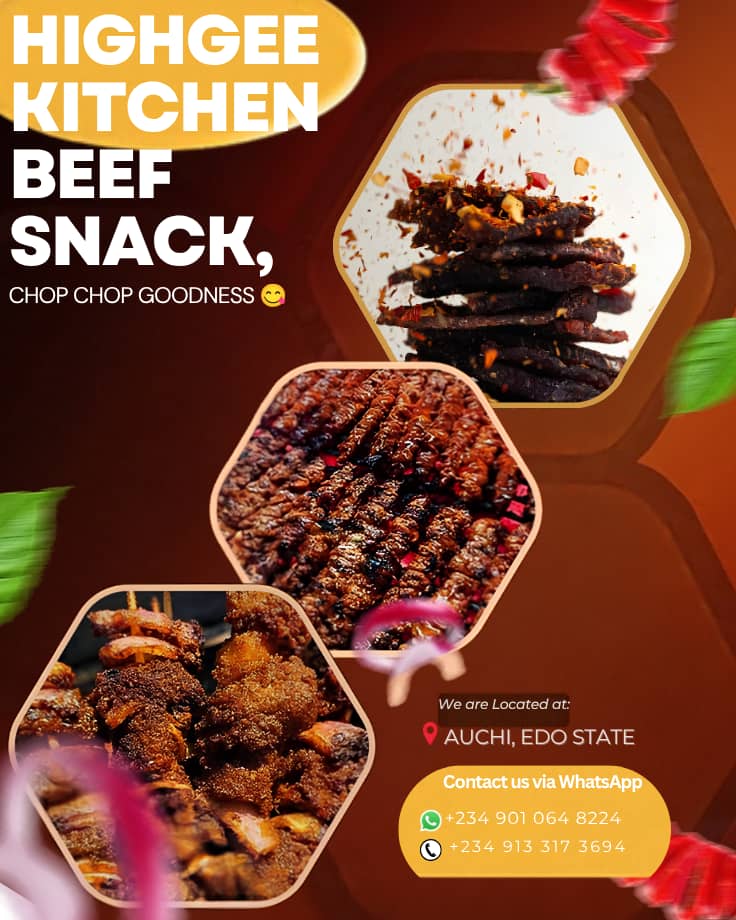 HIGHGEE
KITCHEN
BEEF
SNACK,
CHOP CHOP GOODNESS 😋
We are Located at:
AUCHI, EDO STATE
Contact us via WhatsApp
+234 901 064 8224
+234 913 317 3694